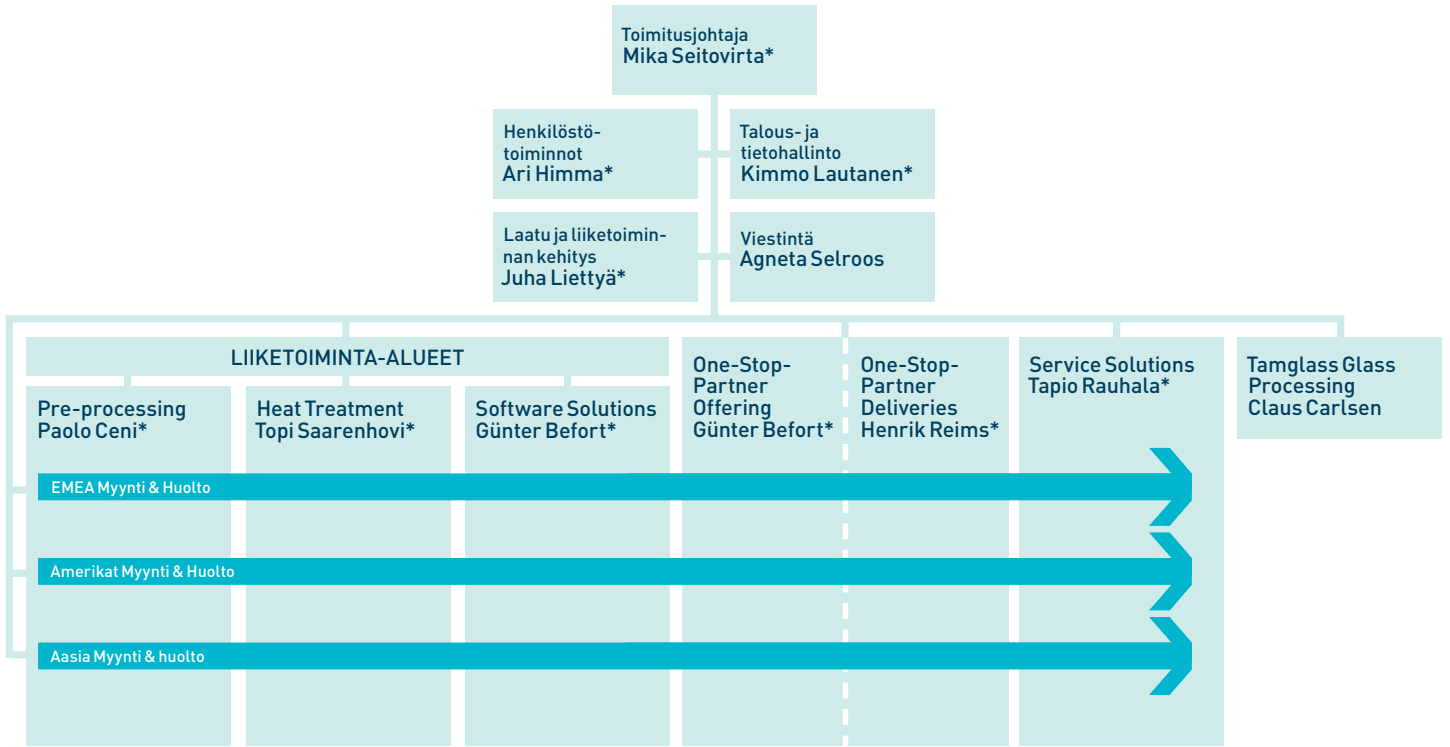 Toimitusjohtaja
Mika Seitovirta*
Henkilöstö-
toiminnot
Ari Himma*
Talous- ja
tietohallinto
Kimmo Lautanen*
Laatu ja liiketoimin-
nan kehitys
Juha Liettyä*
Viestintä
Agneta Selroos
LIIKETOIMINTA-ALUEET
Pre-processing
Paolo Ceni*
Heat Treatment
Topi Saarenhovi*
Software Solutions
Günter Befort*
One-Stop-
Partner
Offering
Günter Befort*
One-Stop-
Partner
Deliveries
Henrik Reims*
Service Solutions
Tapio Rauhala*
Tamglass Glass
Processing
Claus Carlsen
EMEA Myynti & Huolto
Amerikat Myynti & Huolto
Aasia Myynti & huolto